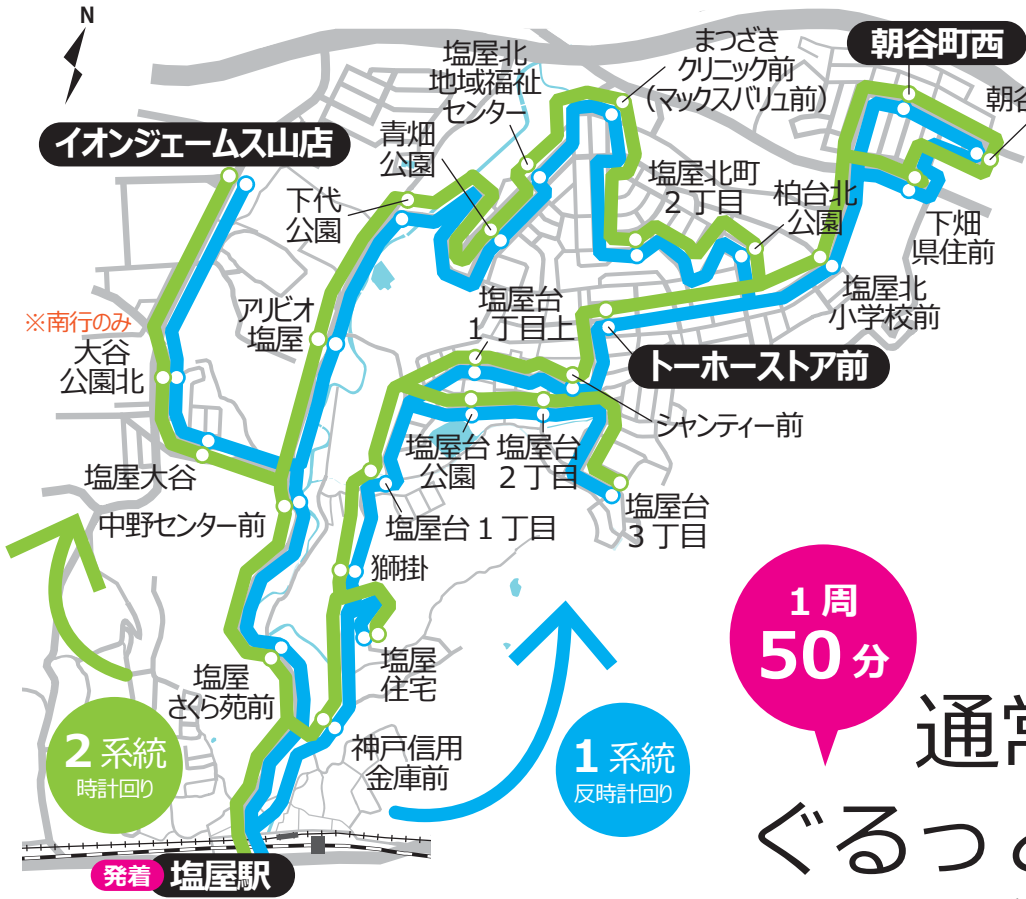 N
塩屋北
地域福祉
センター
まつざき
クリニック前
(マックスバリュ前)
朝谷町西
朝谷
イオンジェームス山店
青畑
公園
下代
公園
塩屋北町
2 丁目
柏台北
公園
下畑
県住前
塩屋北
小学校前
※南行のみ
大谷
公園北
アリビオ
塩屋
塩屋台
1 丁目上
トーホーストア前
シャンティー前
塩屋大谷
塩屋台
公園
塩屋台
2 丁目
塩屋台
3 丁目
中野センター前
塩屋台 1 丁目
獅掛
塩屋
住宅
塩屋
さくら苑前
神戸信用
金庫前
2 系統
時計回り
1 系統
反時計回り
1 周
50 分
通常
ぐるっと
発着 塩屋駅